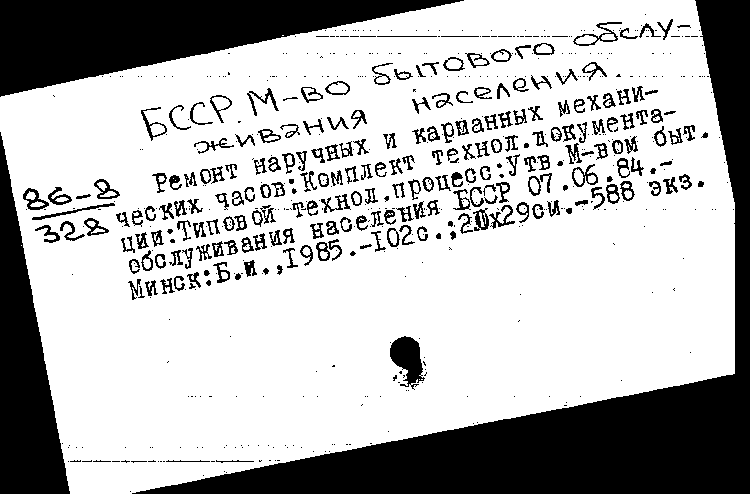 БССР. М-во бытового обслу-
живания населения.
86-8
328
Ремонт наручных и карманных механи-
ческих часов:Комплект технол.документа-
ции:Типовой технол.процесс:Утв.М-вом быт.
обслуживания населения БССР 07.06.84.-
Минск:Б.и.,1985.-102с.;20х29см.-588 экз.